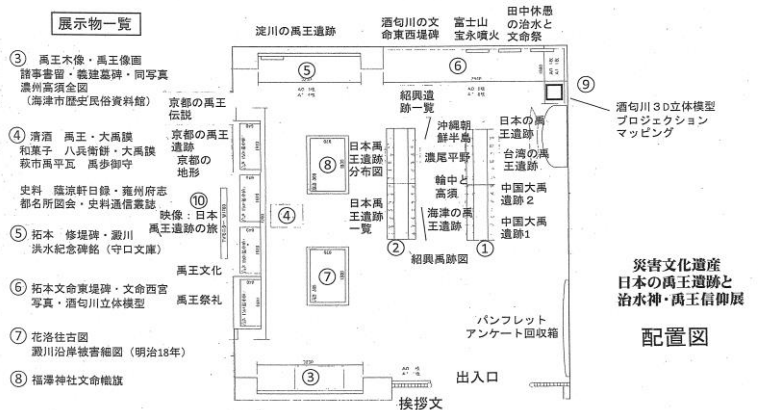 展示物一覧
③ 禹王木像・禹王像画
諸事書留・義建墓碑・同写真
濃州高須全図
(海津市歴史民俗資料館)
④ 清酒 禹王・大禹謨
和菓子 八兵衛餅・大禹謨
萩市禹平瓦 禹歩御守
史料 蔭涼軒日録・雍州府志
都名所図会・史料通信叢誌
⑤ 拓本 修堤碑・澱川
洪水紀念碑銘(守口文庫)
⑥ 拓本文命東堤碑・文命西宮
写真・酒匂川立体模型
⑦ 花洛往古図
澱川沿岸被害細図(明治18年)
⑧ 福澤神社文命幟旗
淀川の禹王遺跡
酒匂川の文
命東西堤碑
富士山
宝永噴火
田中休愚
の治水と
文命祭
⑤
⑥
⑨
酒匂川3D立体模型
プロジェクション
マッピング
京都の禹王
伝説
京都の禹王
遺跡
京都の
地形
⑩
映像:日本
禹王遺跡の旅
禹王文化
禹王祭礼
⑧
④
⑦
③
日本禹
王遺跡
分布図
日本禹
王遺跡
一覧
②
紹興遺
跡一覧
沖縄朝
鮮半島
濃尾平野
輪中と
高須
海津の禹
王遺跡
紹興禹跡図
①
日本の禹
王遺跡
台湾の禹
王遺跡
中国大禹
遺跡2
中国大禹
遺跡1
パンフレット
アンケート回収箱
出入口
挨拶文
災害文化遺産
日本の禹王遺跡と
治水神・禹王信仰展
配置図